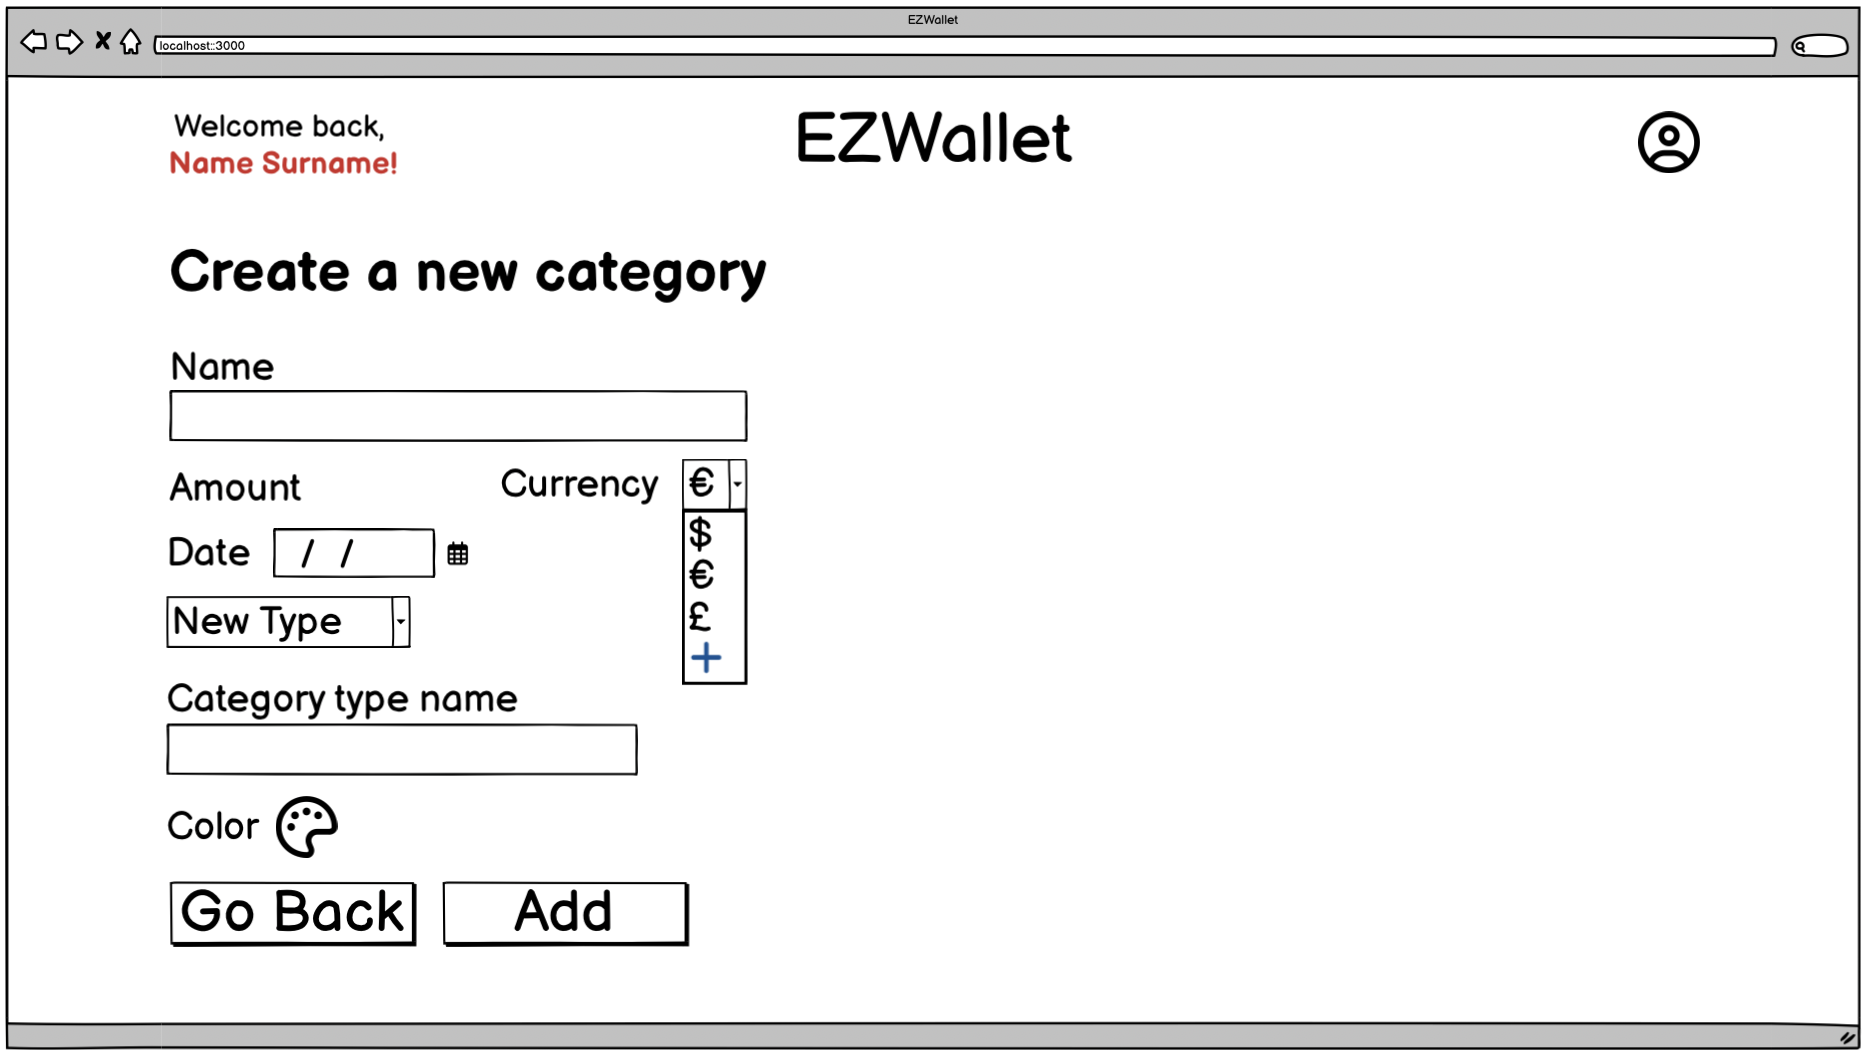 EZWallet
localhost::3000
Welcome back,
Name Surname!
EZWallet
Create a new category
Name
Amount
Currency €
$
€
£
+
Date / /
New Type
Category type name
Color
Go Back Add